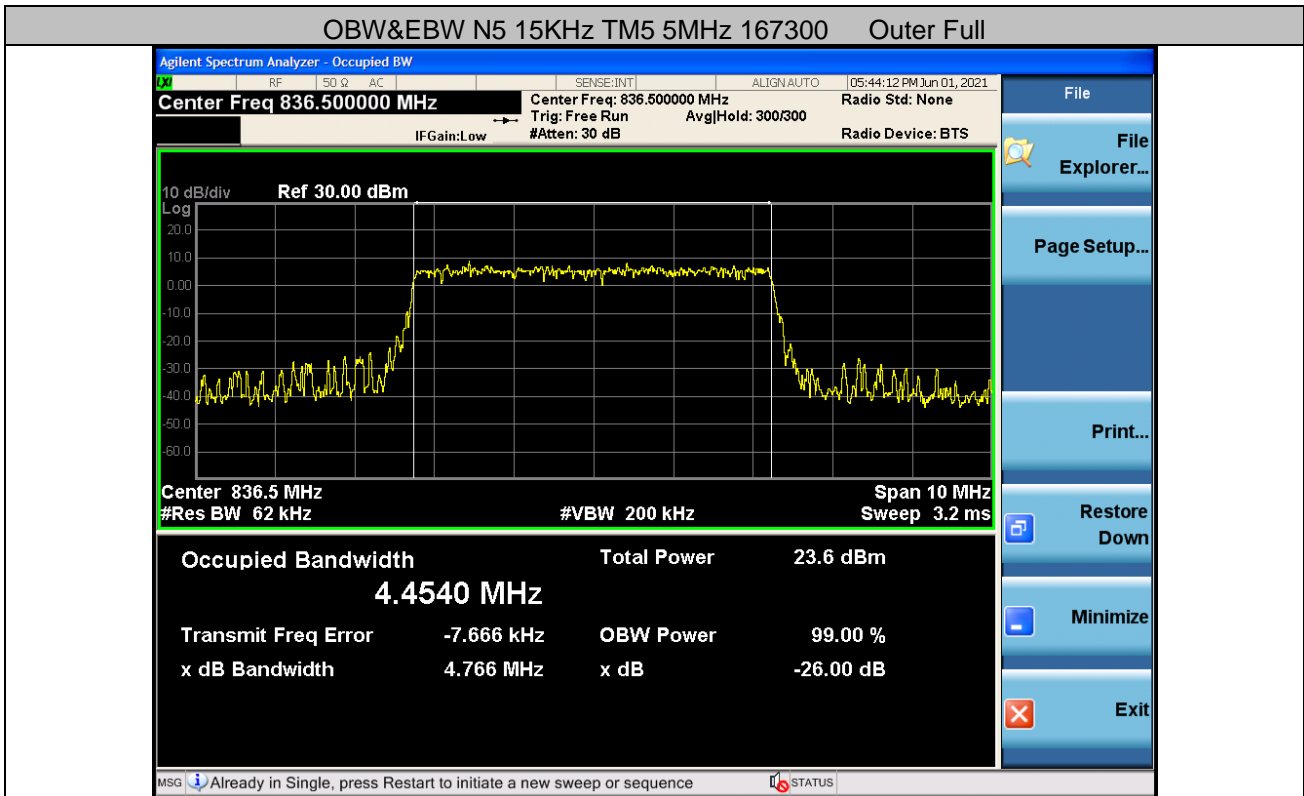 OBW&EBW N5 15KHz TM5 5MHz 167300 Outer Full
Agilent Spectrum Analyzer - Occupied BW
LXI RF 50 Ω AC SENSE:INT ALIGN AUTO 05:44:12 PM Jun 01, 2021
Center Freq 836.500000 MHz
Center Freq: 836.500000 MHz Radio Std: None
Trig: Free Run Avg|Hold: 300/300
IFGain:Low #Atten: 30 dB Radio Device: BTS
10 dB/div Ref 30.00 dBm
Log
20.0
10.0
0.00
-10.0
-20.0
-30.0
-40.0
-50.0
-60.0
Center 836.5 MHz Span 10 MHz
#Res BW 62 kHz #VBW 200 kHz Sweep 3.2 ms
Occupied Bandwidth Total Power 23.6 dBm
4.4540 MHz
Transmit Freq Error -7.666 kHz OBW Power 99.00 %
x dB Bandwidth 4.766 MHz x dB -26.00 dB
MSG Already in Single, press Restart to initiate a new sweep or sequence STATUS
File
File
Explorer...
Page Setup...
Print...
Restore
Down
Minimize
Exit